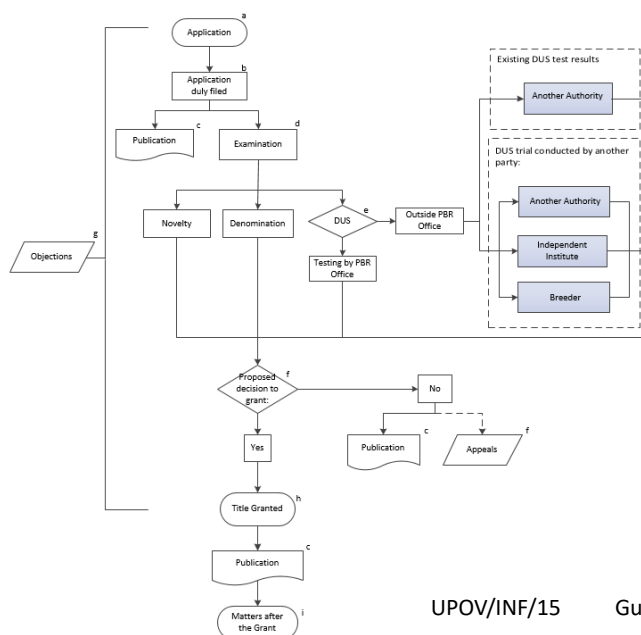 a
Application
b
Application
duly filed
c
Publication
d
Examination
Existing DUS test results
Another Authority
DUS trial conducted by another
party:
Another Authority
Independent
Institute
Breeder
Novelty
Denomination
DUS
e
Outside PBR
Office
Testing by PBR
Office
g
Objections
Proposed
decision to
grant:
f
No
Yes
c
Publication
f
Appeals
h
Title Granted
c
Publication
i
Matters after
the Grant
UPOV/INF/15 Gu